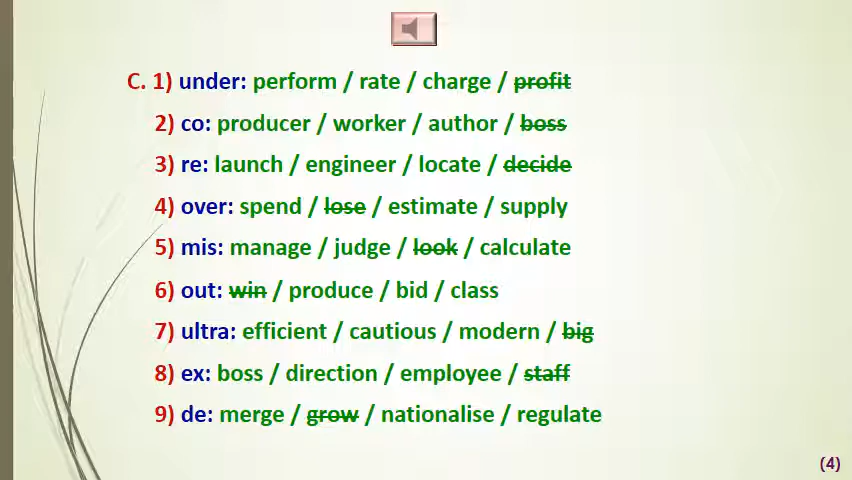 C. 1) under: perform / rate / charge / profit
2) co: producer / worker / author / boss
3) re: launch / engineer / locate / decide
4) over: spend / lose / estimate / supply
5) mis: manage / judge / look / calculate
6) out: win / produce / bid / class
7) ultra: efficient / cautious / modern / big
8) ex: boss / direction / employee / staff
9) de: merge / grow / nationalise / regulate
(4)